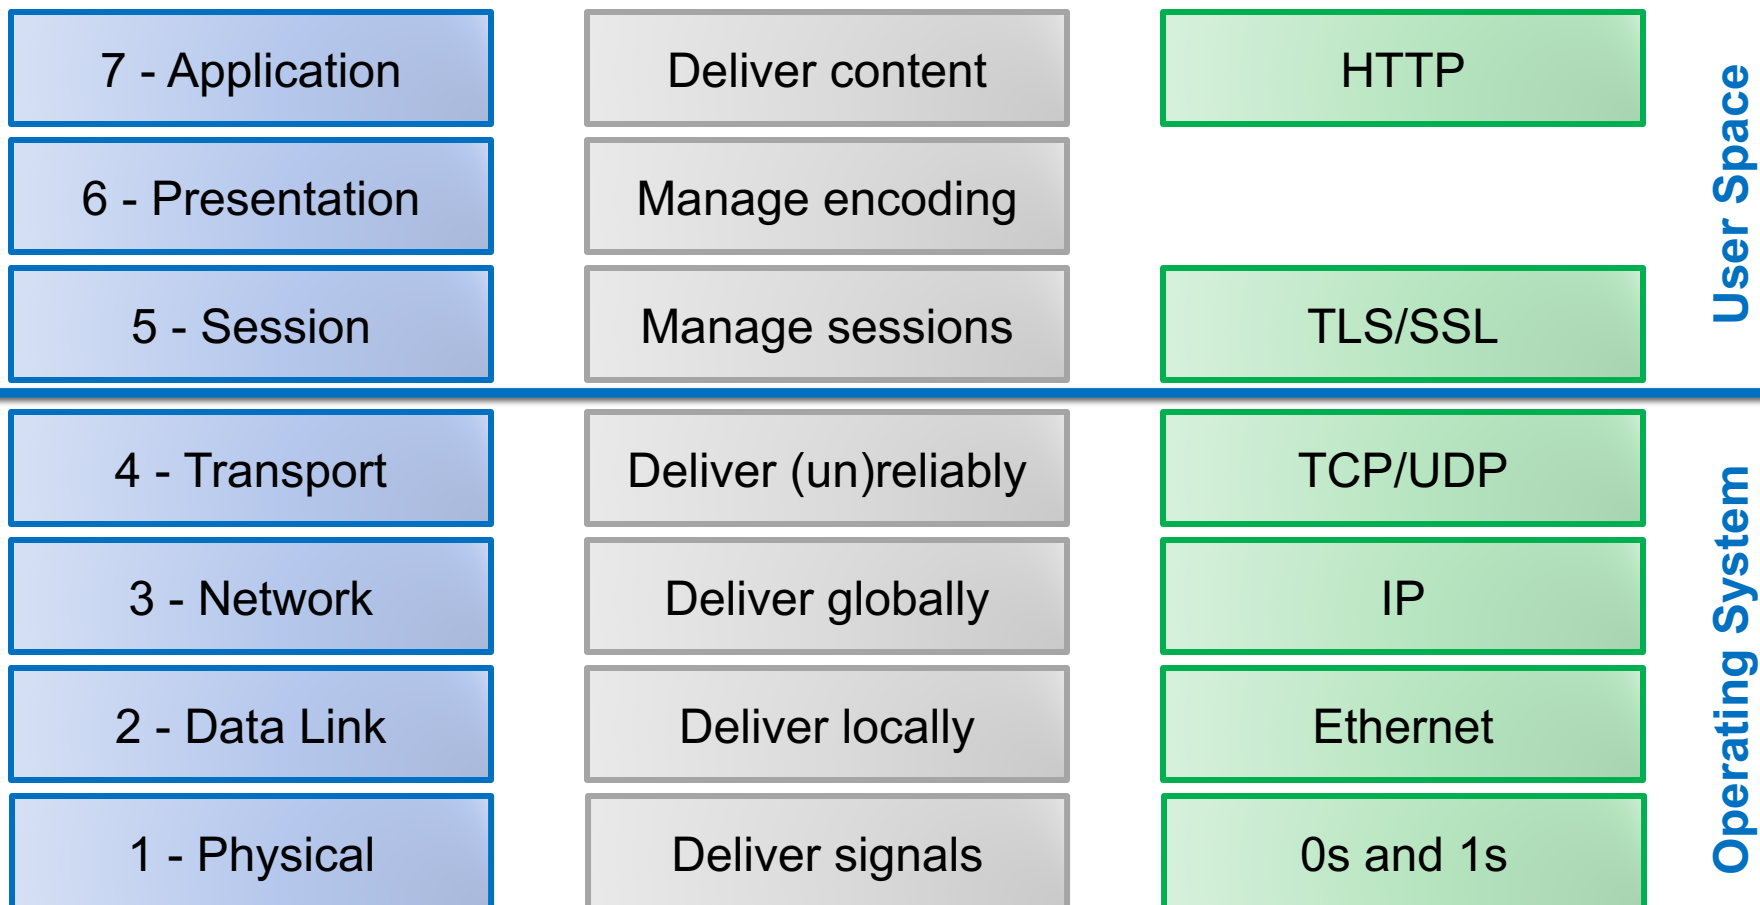 7 - Application
Deliver content
HTTP
6 - Presentation
Manage encoding
5 - Session
Manage sessions
TLS/SSL
User Space
4 - Transport
Deliver (un)reliably
TCP/UDP
3 - Network
Deliver globally
IP
2 - Data Link
Deliver locally
Ethernet
1 - Physical
Deliver signals
0s and 1s
Operating System